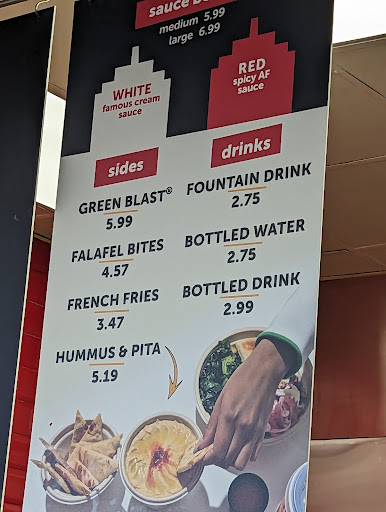 sauce
medium 5.99
large 6.99
WHITE
famous cream
sauce
RED
spicy AF
sauce
sides
GREEN BLAST®
5.99
FALAFEL BITES
4.57
FRENCH FRIES
3.47
HUMMUS & PITA
5.19
drinks
FOUNTAIN DRINK
2.75
BOTTLED WATER
2.75
BOTTLED DRINK
2.99